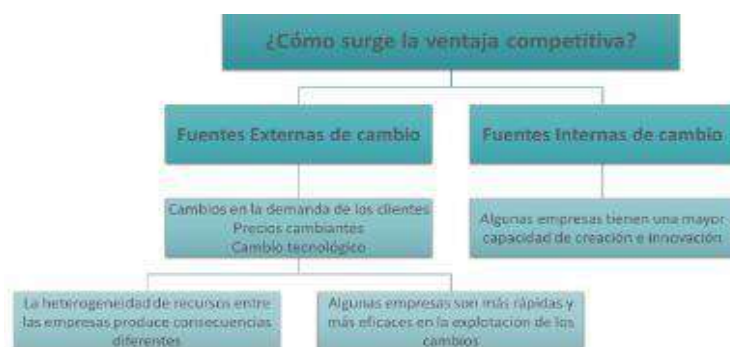 ¿Cómo surge la ventaja competitiva?
Fuentes Externas de cambio
Fuentes Internas de cambio
Cambios en la demanda de los clientes
Precios cambiantes
Cambio tecnológico
Algunas empresas tienen una mayor
capacidad de creación e innovación
La heterogeneidad de recursos entre
las empresas produce consecuencias
diferentes
Algunas empresas son más rápidas y
más eficaces en la explotación de los
cambios